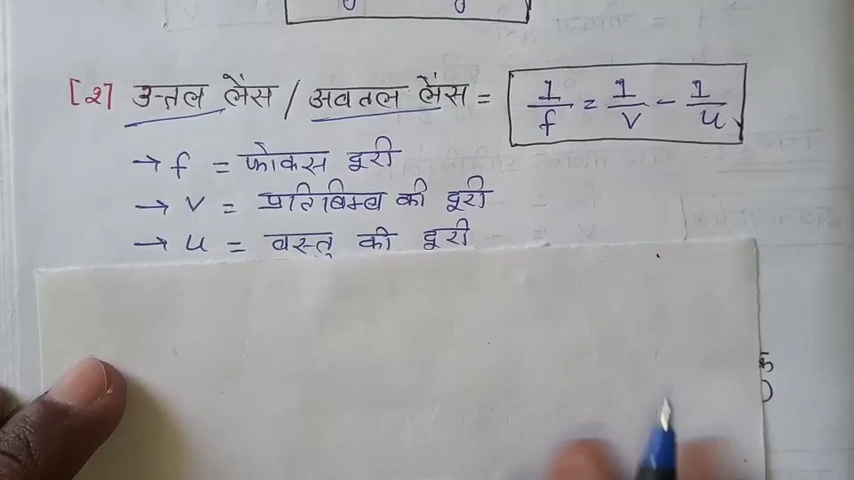 [2] उत्तल लैंस / अवतल लैंस = 1/f = 1/v - 1/u
→ f = फोकस दूरी
→ v = प्रतिबिम्ब की दूरी
→ u = वस्तु की दूरी